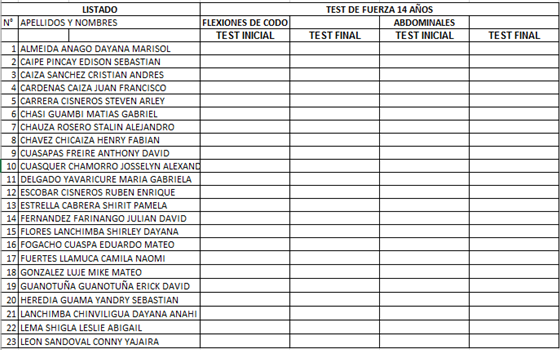 LISTADO TEST DE FUERZA 14 AÑOS
N° APELLIDOS Y NOMBRES FLEXIONES DE CODO ABDOMINALES
TEST INICIAL TEST FINAL TEST INICIAL TEST FINAL
1 ALMEIDA ANAGO DAYANA MARISOL
2 CAIPE PINCAY EDISON SEBASTIAN
3 CAIZA SANCHEZ CRISTIAN ANDRES
4 CARDENAS CAIZA JUAN FRANCISCO
5 CARRERA CISNEROS STEVEN ARLEY
6 CHASI GUAMBI MATIAS GABRIEL
7 CHAUZA ROSERO STALIN ALEJANDRO
8 CHAVEZ CHICAIZA HENRY FABIAN
9 CUASAPAS FREIRE ANTHONY DAVID
10 CUASQUER CHAMORRO JOSSELYN ALEXAND
11 DELGADO YAVARICURE MARIA GABRIELA
12 ESCOBAR CISNEROS RUBEN ENRIQUE
13 ESTRELLA CABRERA SHIRIT PAMELA
14 FERNANDEZ FARINANGO JULIAN DAVID
15 FLORES LANCHIMBA SHIRLEY DAYANA
16 FOGACHO CUASPA EDUARDO MATEO
17 FUERTES LLAMUCA CAMILA NAOMI
18 GONZALEZ LUJE MIKE MATEO
19 GUANOTUÑA GUANOTUÑA ERICK DAVID
20 HEREDIA GUAMA YANDRY SEBASTIAN
21 LANCHIMBA CHINVILIGUA DAYANA ANAHI
22 LEMA SHIGLA LESLIE ABIGAIL
23 LEON SANDOVAL CONNY YAJAIRA